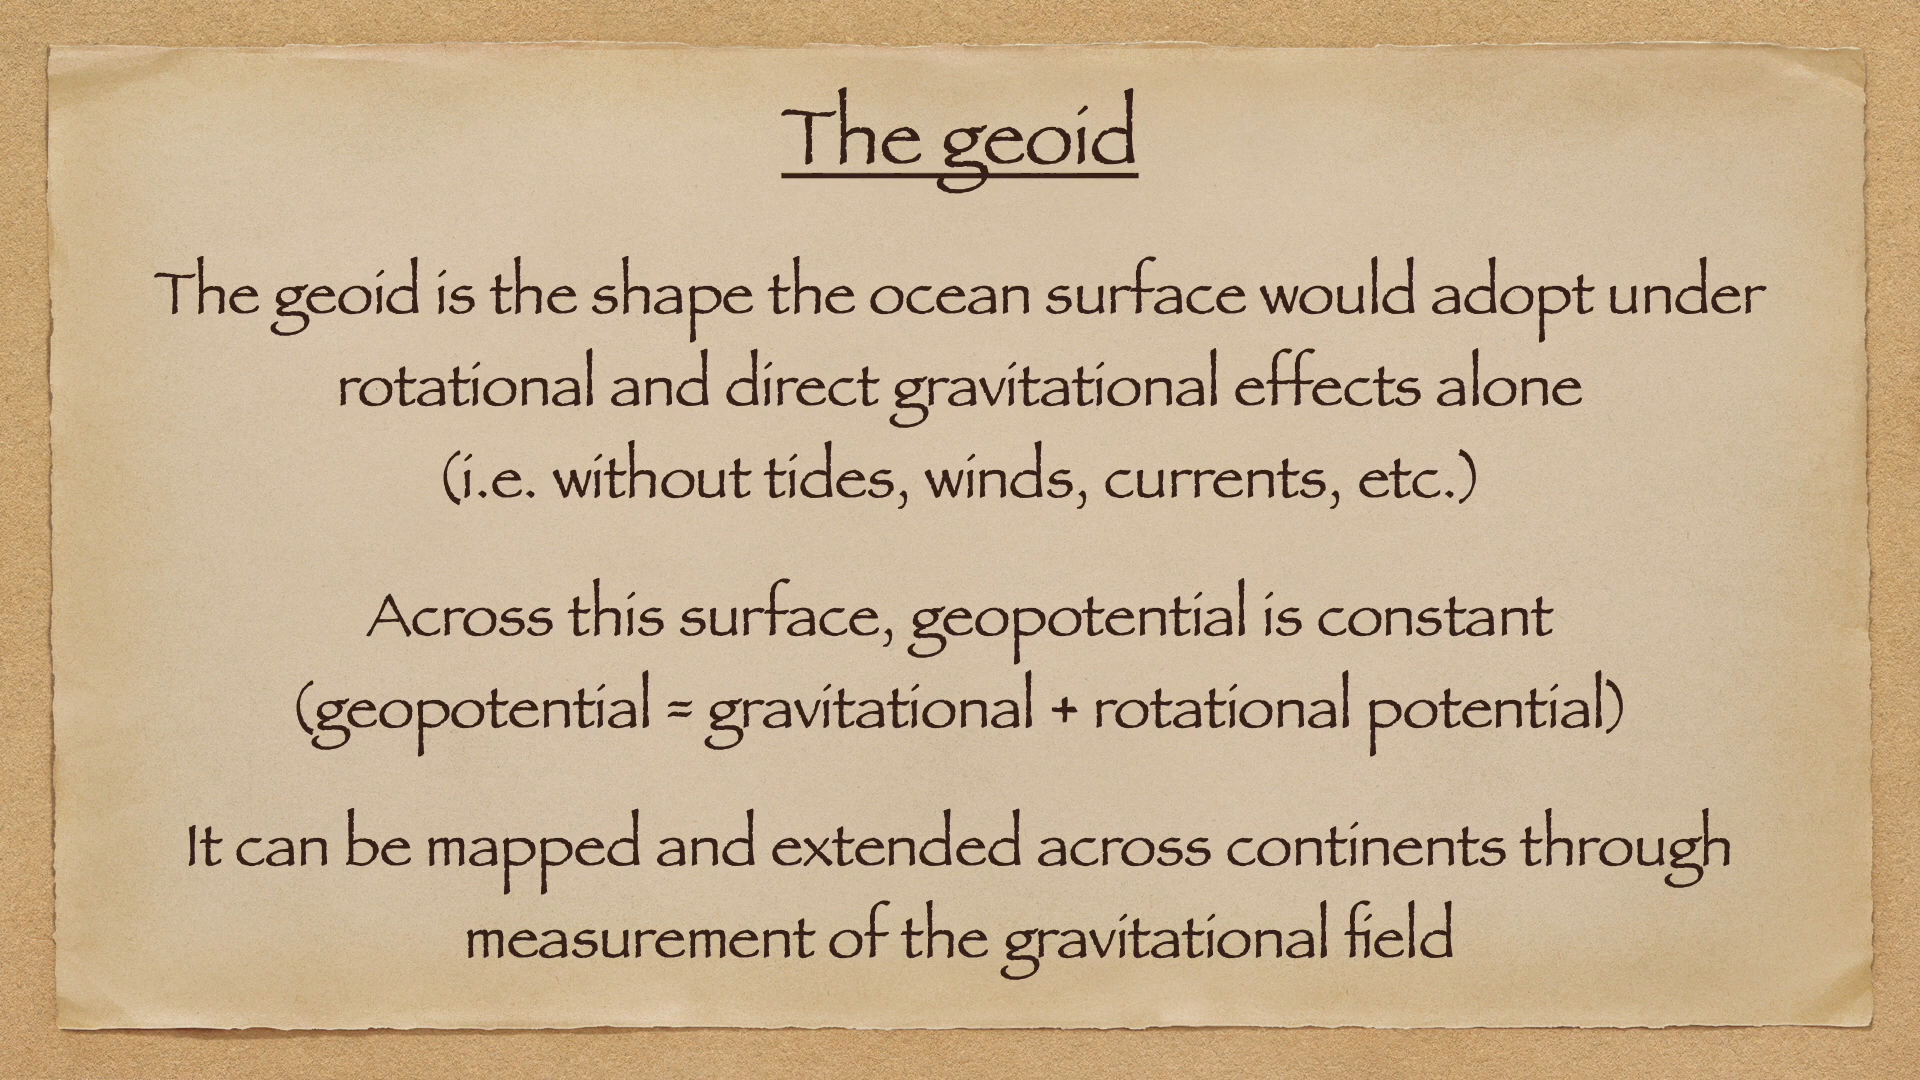 The geoid
The geoid is the shape the ocean surface would adopt under
rotational and direct gravitational effects alone
(i.e. without tides, winds, currents, etc.)
Across this surface, geopotential is constant
(geopotential = gravitational + rotational potential)
It can be mapped and extended across continents through
measurement of the gravitational field